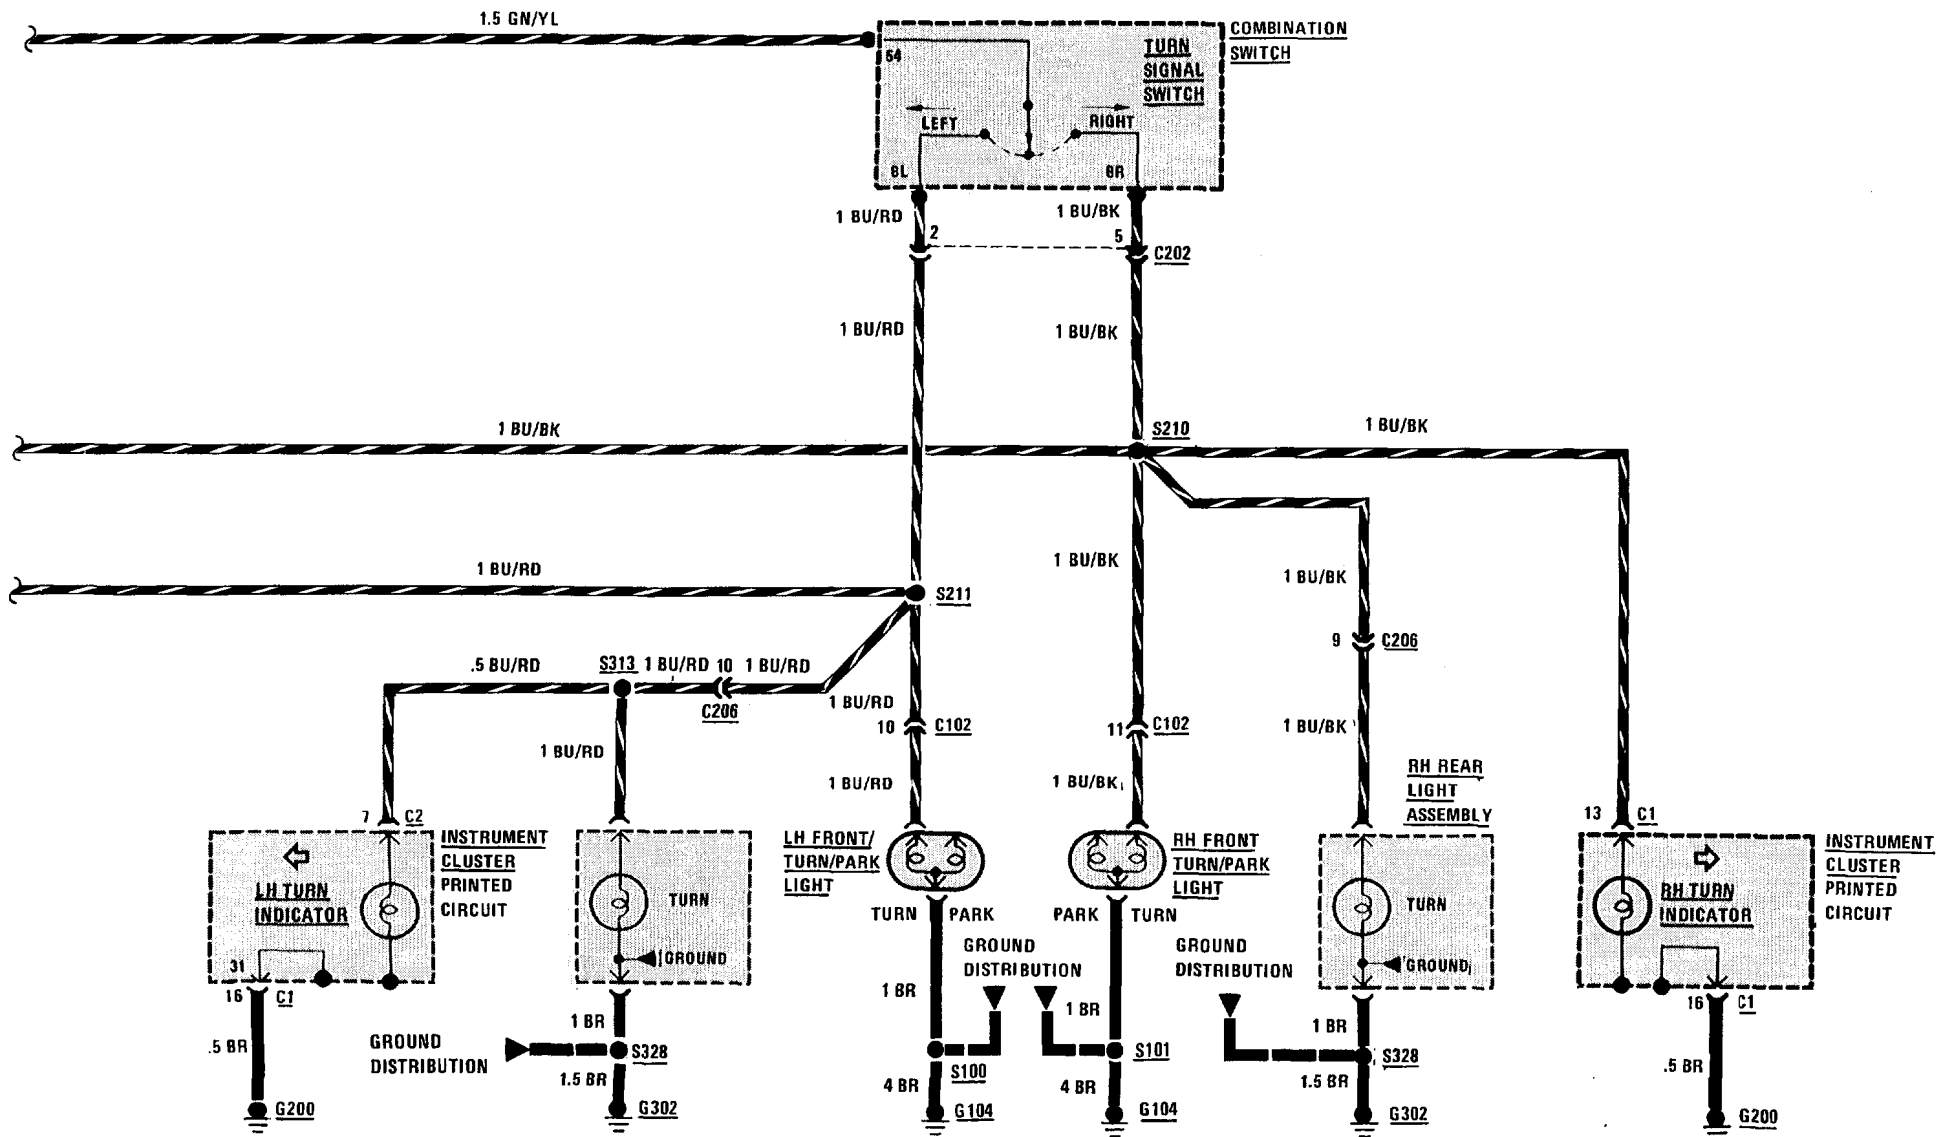 1.5 GN/YL
COMBINATION
SWITCH
54
TURN
SIGNAL
SWITCH
LEFT
RIGHT
8L
8R
1 BU/RD
1 BU/BK
2
5
C202
1 BU/RD
1 BU/BK
1 BU/BK
S210
1 BU/BK
1 BU/RD
S211
1 BU/BK
1 BU/BK
9
C206
.5 BU/RD
S313
1 BU/RD
10
1 BU/RD
C206
1 BU/RD
10
C102
11
C102
1 BU/BK
1 BU/RD
1 BU/RD
1 BU/BK
RH REAR
LIGHT
ASSEMBLY
7
C2
13
C1
INSTRUMENT
CLUSTER
PRINTED
CIRCUIT
LH TURN
INDICATOR
31
16
C1
TURN
GROUND
LH FRONT/
TURN/PARK
LIGHT
TURN
PARK
RH FRONT
TURN/PARK
LIGHT
PARK
TURN
TURN
GROUND
RH TURN
INDICATOR
INSTRUMENT
CLUSTER
PRINTED
CIRCUIT
16
C1
GROUND
DISTRIBUTION
GROUND
DISTRIBUTION
GROUND
DISTRIBUTION
.5 BR
1 BR
1 BR
1 BR
1 BR
.5 BR
S328
S100
S101
S328
1.5 BR
4 BR
4 BR
1.5 BR
G200
G302
G104
G104
G302
G200